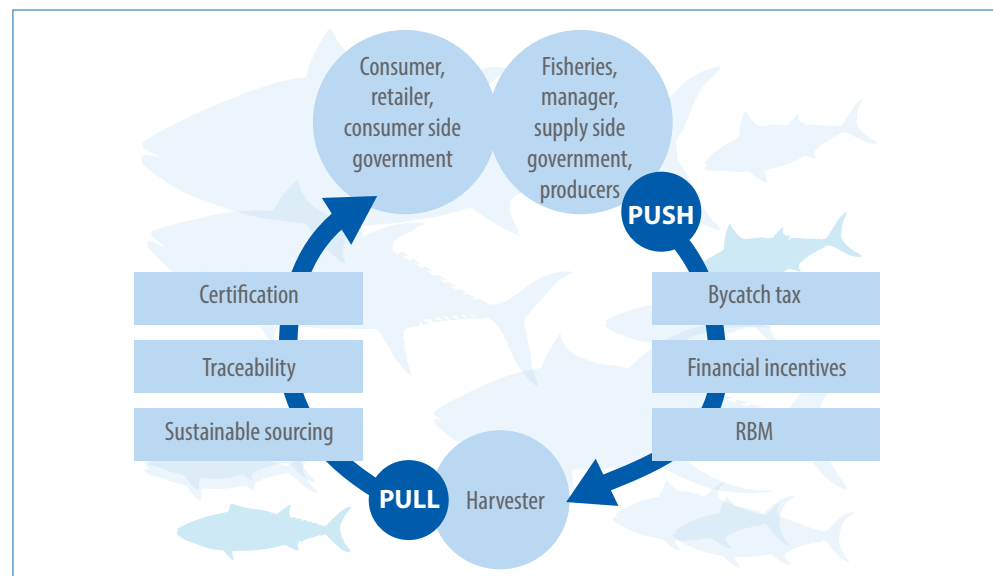 Consumer,
retailer,
consumer side
government
Fisheries,
manager,
supply side
government,
producers
PUSH
Certification
Traceability
Sustainable sourcing
Bycatch tax
Financial incentives
RBM
PULL
Harvester